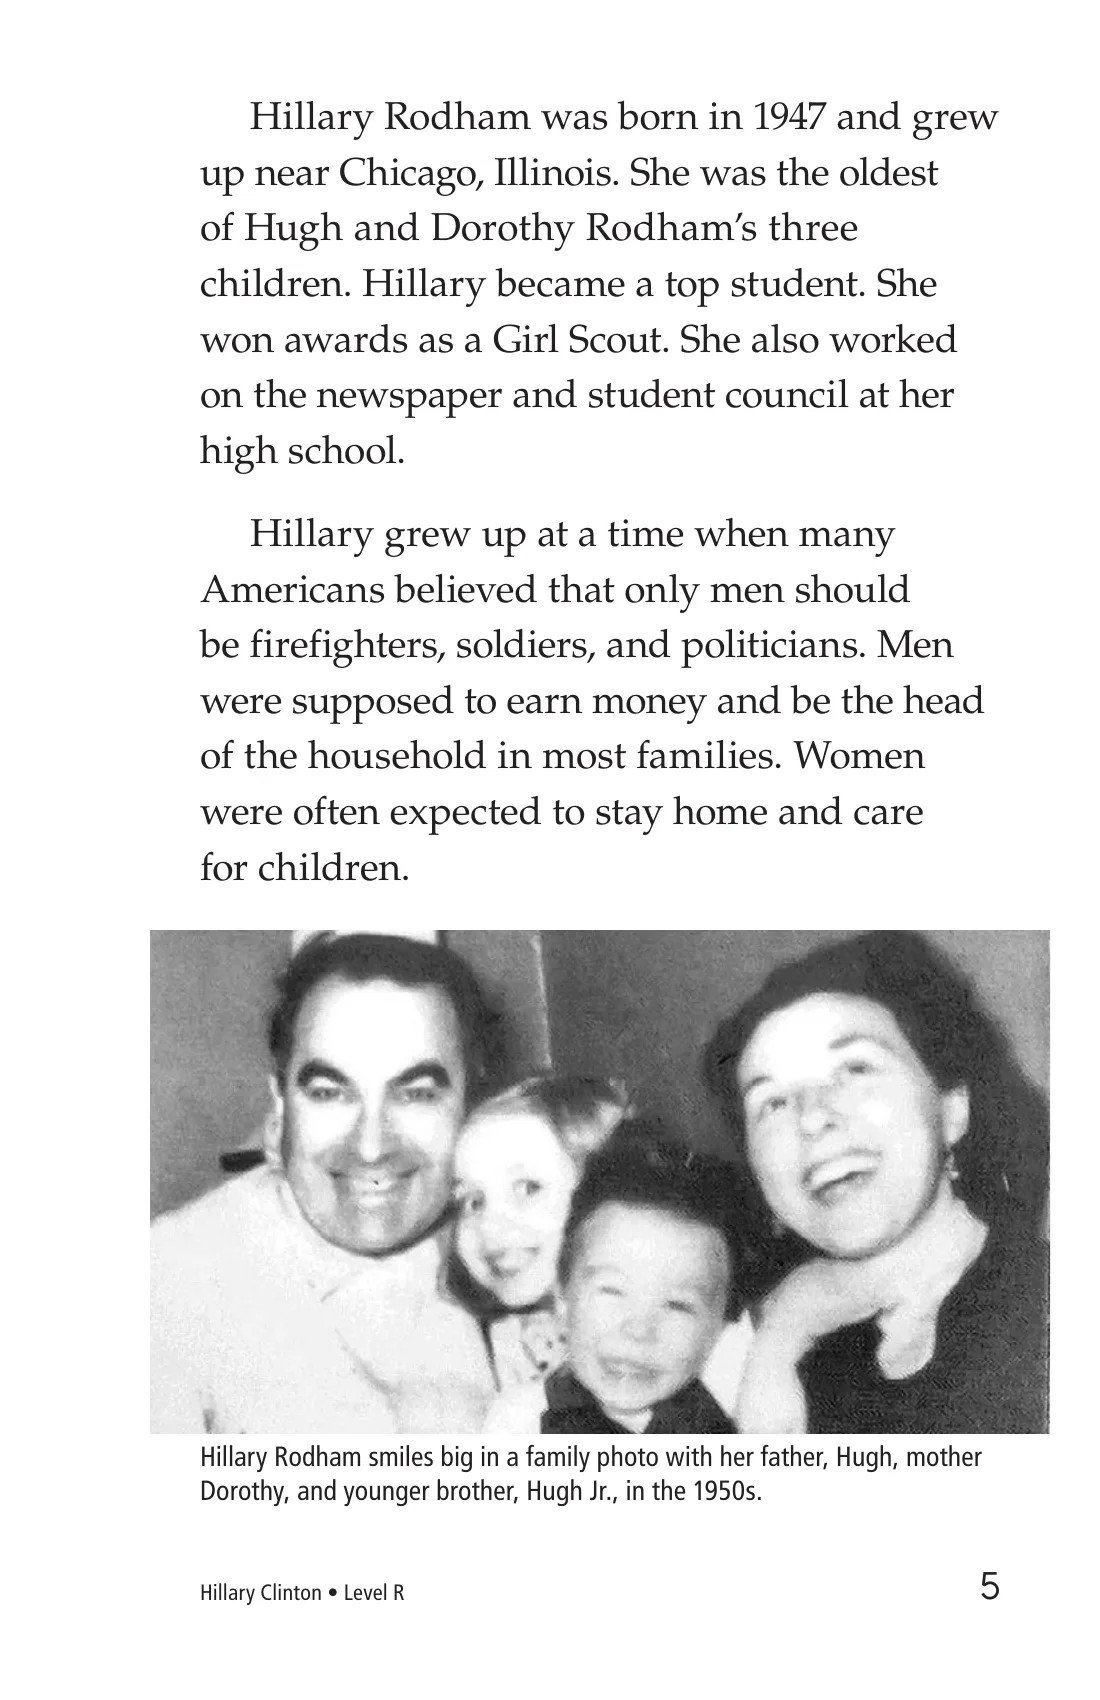 Hillary Rodham was born in 1947 and grew
up near Chicago, Illinois. She was the oldest
of Hugh and Dorothy Rodham’s three
children. Hillary became a top student. She
won awards as a Girl Scout. She also worked
on the newspaper and student council at her
high school.
Hillary grew up at a time when many
Americans believed that only men should
be firefighters, soldiers, and politicians. Men
were supposed to earn money and be the head
of the household in most families. Women
were often expected to stay home and care
for children.
Hillary Rodham smiles big in a family photo with her father, Hugh, mother
Dorothy, and younger brother, Hugh Jr., in the 1950s.
Hillary Clinton • Level R
5